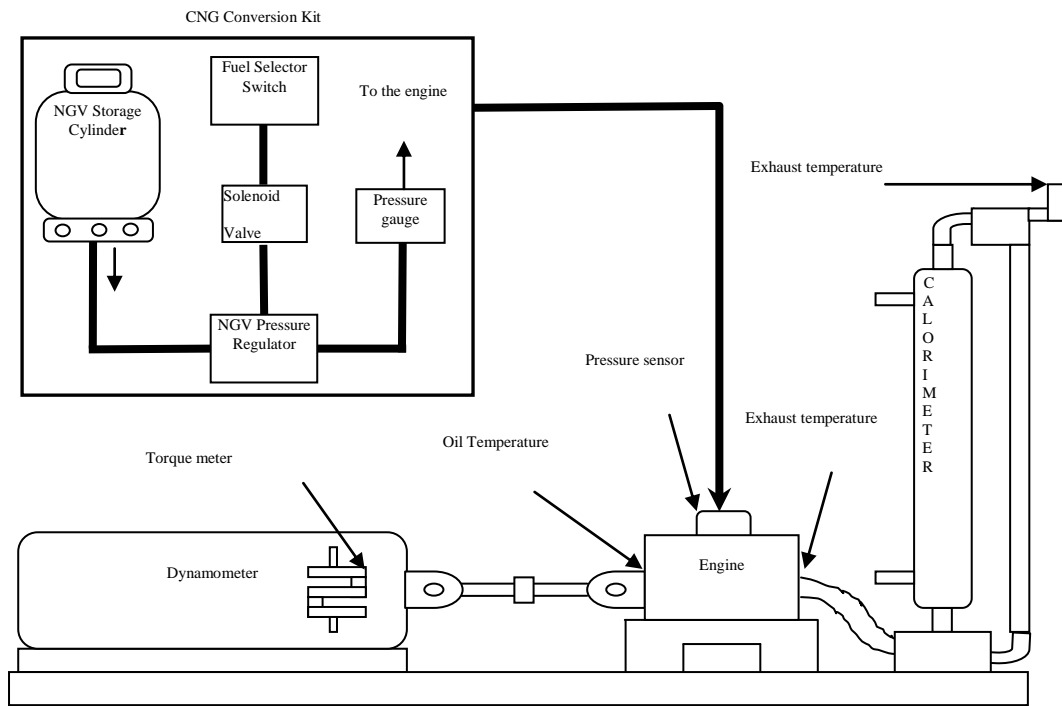 CNG Conversion Kit
NGV Storage
Cylinder
Fuel Selector
Switch
To the engine
Solenoid
Valve
Pressure
gauge
NGV Pressure
Regulator
Exhaust temperature
CALORIMETER
Pressure sensor
Exhaust temperature
Oil Temperature
Torque meter
Dynamometer
Engine